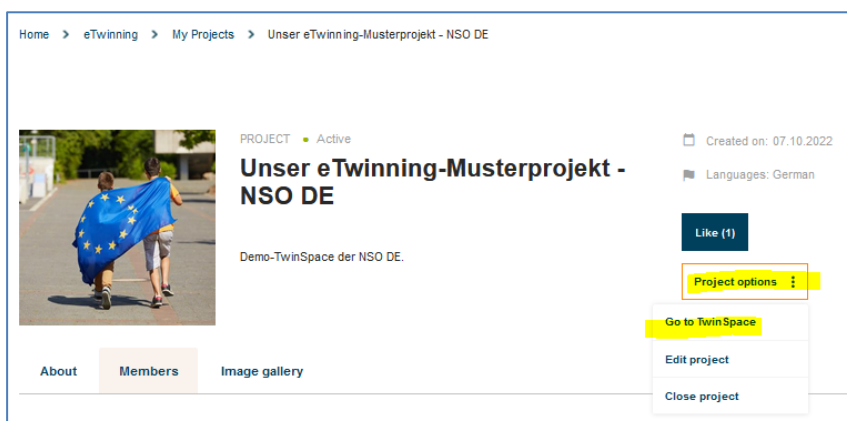 Home > eTwinning > My Projects > Unser eTwinning-Musterprojekt - NSO DE
PROJECT • Active
Unser eTwinning-Musterprojekt -
NSO DE
Demo-TwinSpace der NSO DE.
Created on: 07.10.2022
Languages: German
Like (1)
Project options
Go to TwinSpace
Edit project
Close project
About Members Image gallery